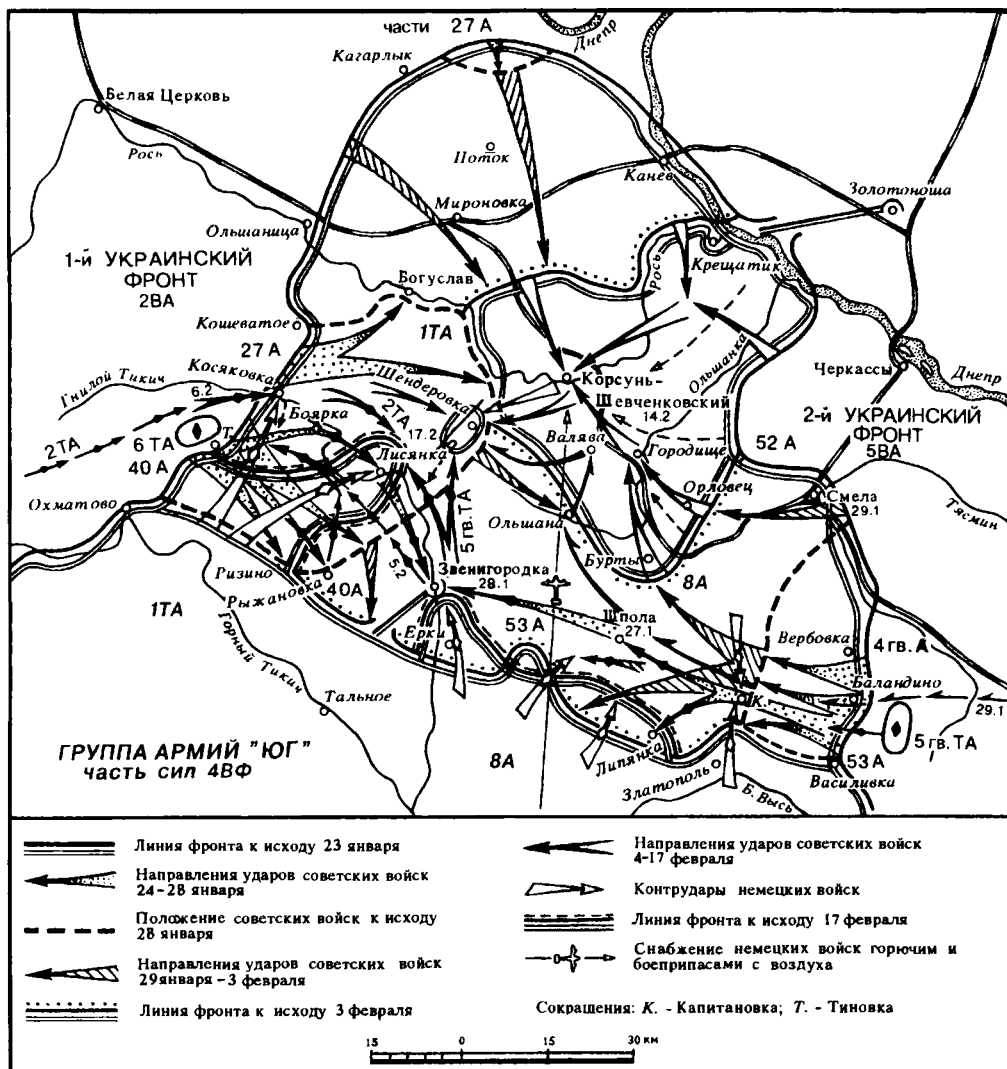 части 27 А
Днепр
Кагарлык
Белая Церковь
Рось
Поток
Канев
Золотоноша
Мироновка
Ольшаница
1-й УКРАИНСКИЙ
ФРОНТ
2ВА
Богуслав
Рось
Крещатик
Кошеватое
1ТА
27 А
Ольшанка
Черкассы
Днепр
Косяковка
Гнилой Тикич
6.2
Шендеровка
Корсунь-
Шевченковский
14.2
2-й УКРАИНСКИЙ
ФРОНТ
5ВА
Боярка
2ТА
2ТА
6 ТА
40 А
Т.
17.2
Валява
Городище
52 А
Лисянка
Охматово
Орловец
Смела
29.1
Тясмин
Ольшана
5 гв. ТА
Бурты
Ризино
Рыжановка
5.2
Звенигородка
28.1
8А
40А
1ТА
Шпола
27.1
Ерки
53 А
Вербовка
4 гв. А
Горный Тикич
Баландино
Тальное
К.
29.1
5 гв. ТА
ГРУППА АРМИЙ "ЮГ"
часть сил 4ВФ
8А
Липянка
Златополь
Б. Высь
53А
Василивка
Линия фронта к исходу 23 января
Направления ударов советских войск
24-28 января
Положение советских войск к исходу
28 января
Направления ударов советских войск
29января-3 февраля
Линия фронта к исходу 3 февраля
Направления ударов советских войск
4-17 февраля
Контрудары немецких войск
Линия фронта к исходу 17 февраля
Снабжение немецких войск горючим и
боеприпасами с воздуха
Сокрашения: К. - Капитановка; Т. - Тиновка
15 0 15 30 км